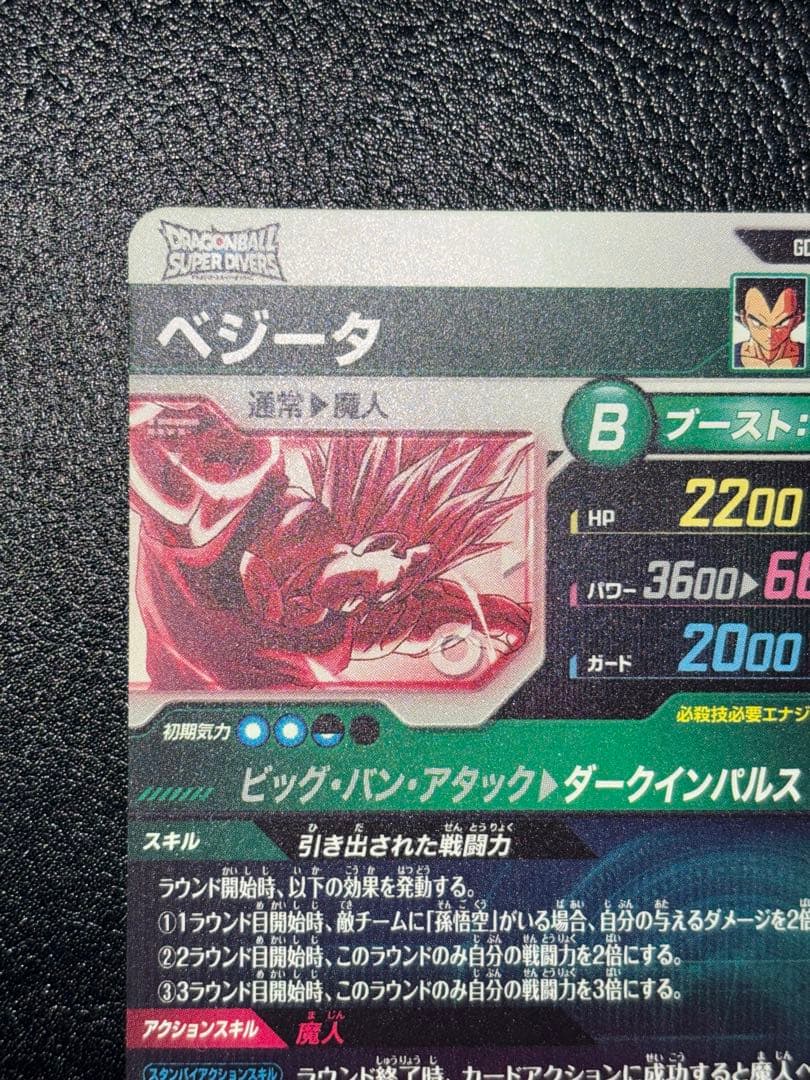 DRAGONBALL
SUPER DIVERS
ベジータ
通常▶魔人
B ブースト:
HP 2200
パワー 3600▶66
ガード 2000
初期気力
必殺技必要エナジ
ビッグ・バン・アタック▶ダークインパルス
スキル 引き出された戦闘力
ラウンド開始時、以下の効果を発動する。
①1ラウンド目開始時、敵チームに「孫悟空」がいる場合、自分の与えるダメージを2倍
②2ラウンド目開始時、このラウンドのみ自分の戦闘力を2倍にする。
③3ラウンド目開始時、このラウンドのみ自分の戦闘力を3倍にする。
アクションスキル 魔人
スタンバイアクションスキル ラウンド終了時、カードアクションに成功すると魔人へ